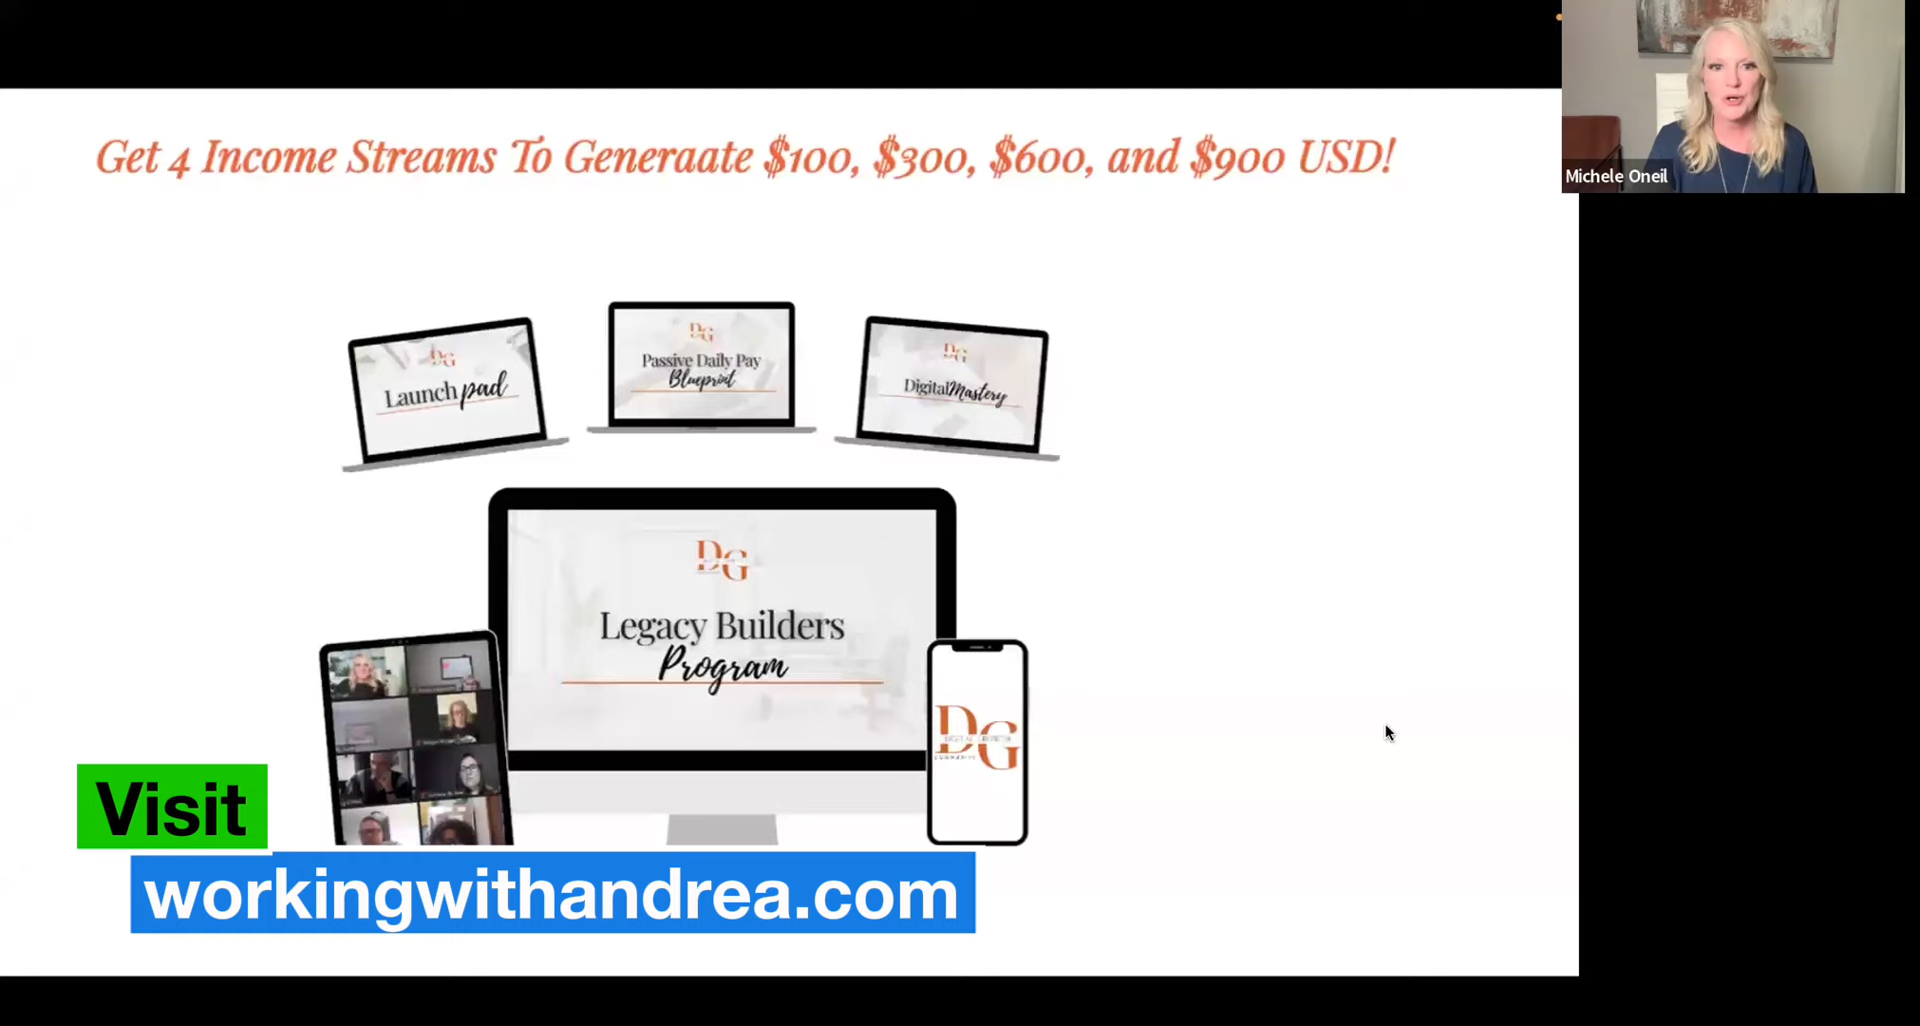 Get 4 Income Streams To Generaate $100, $300, $600, and $900 USD!
Michele Oneil
DG
Launch pad
DG
Passive Daily Pay
Blueprint
DG
DigitalMastery
DG
Legacy Builders
Program
DG
Visit
workingwithandrea.com